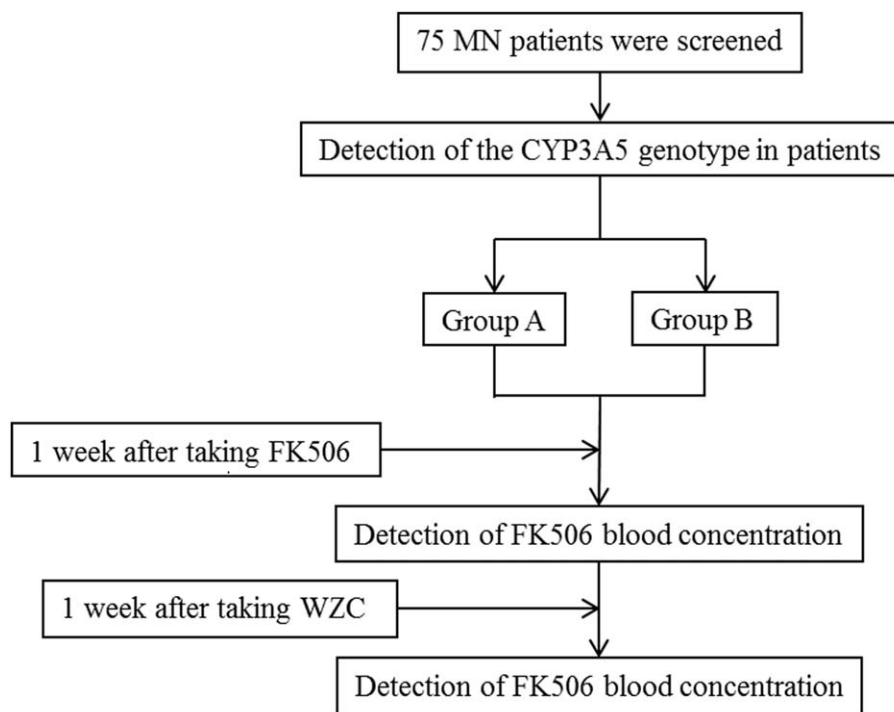 75 MN patients were screened
Detection of the CYP3A5 genotype in patients
Group A
Group B
1 week after taking FK506
Detection of FK506 blood concentration
1 week after taking WZC
Detection of FK506 blood concentration